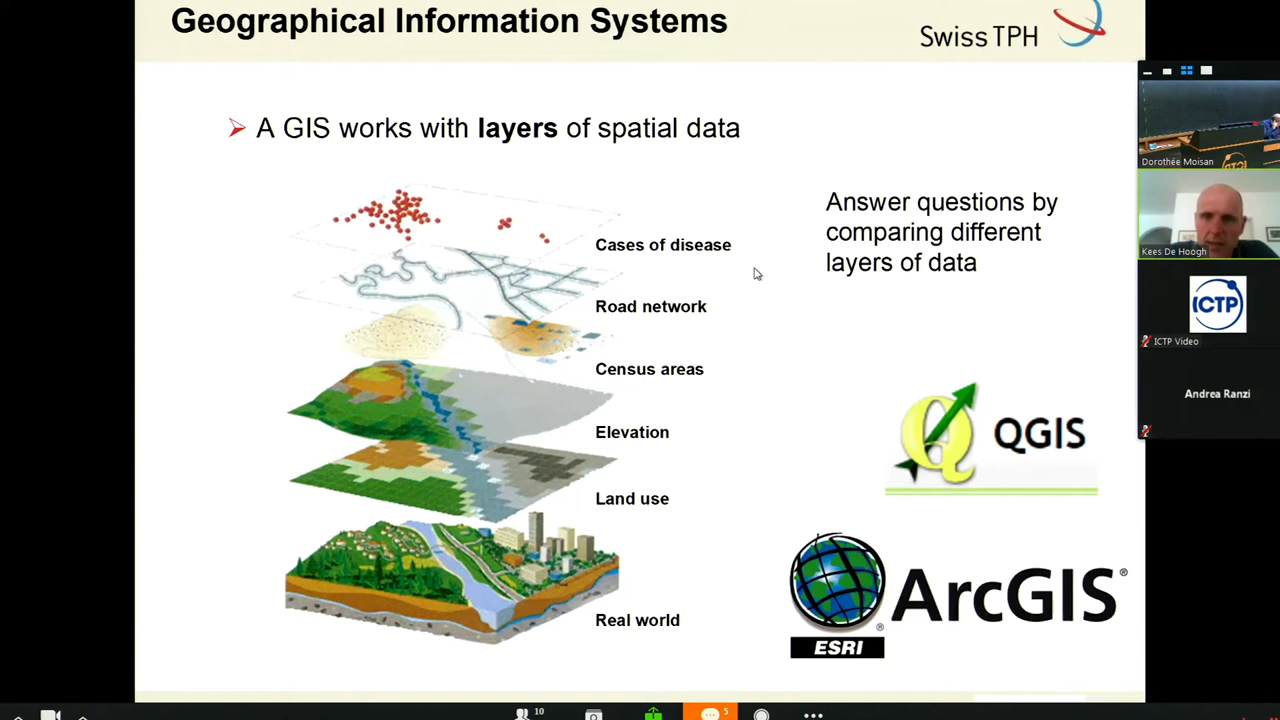 Geographical Information Systems
Swiss TPH
A GIS works with layers of spatial data
Answer questions by
comparing different
layers of data
Cases of disease
Road network
Census areas
Elevation
Land use
Real world
Q
QGIS
ArcGIS®
®
ESRI
Dorothée Moisan
Kees De Hoogh
ICTP
ICTP Video
Andrea Ranzi
10
5